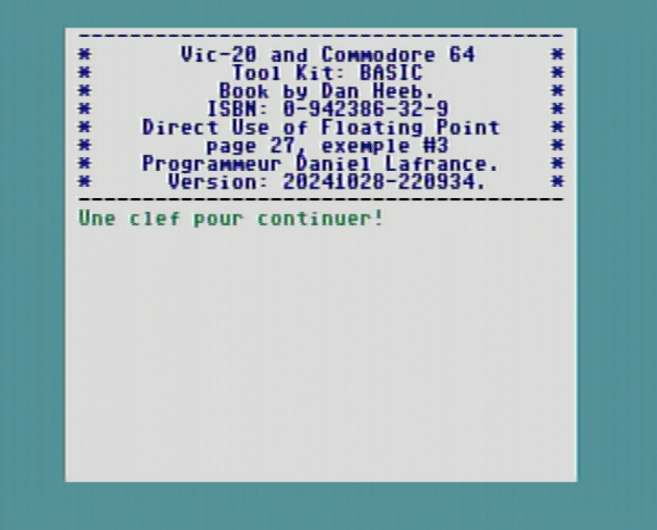 --------------------------------------
* Vic-20 and Commodore 64 *
* Tool Kit: BASIC *
* Book by Dan Heeb. *
* ISBN: 0-942386-32-9 *
* Direct Use of Floating Point *
* page 27, exemple #3 *
* Programmeur Daniel Lafrance. *
* Version: 20241028-220934. *
--------------------------------------
Une clef pour continuer!